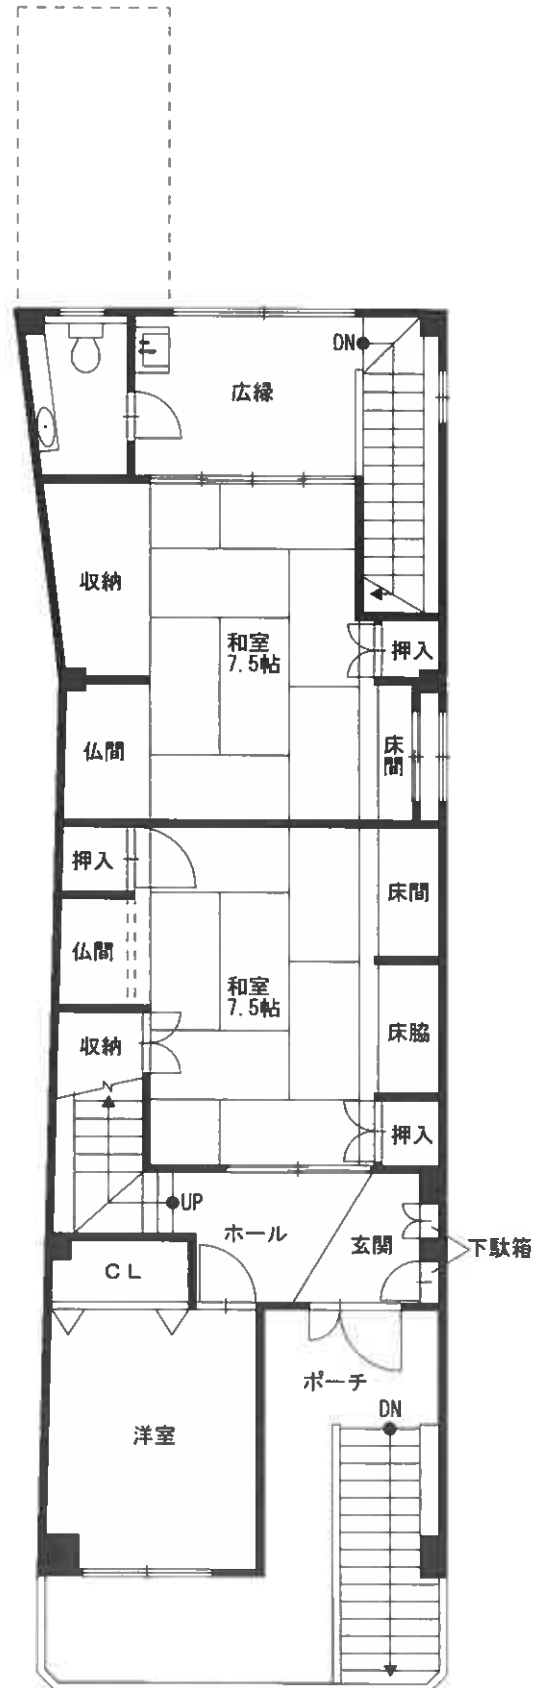 DN
広縁
収納
和室
7.5帖
押入
仏間
床
間
押入
床間
仏間
和室
7.5帖
収納
床脇
押入
UP
ホール
玄関
下駄箱
CL
ポーチ
DN
洋室